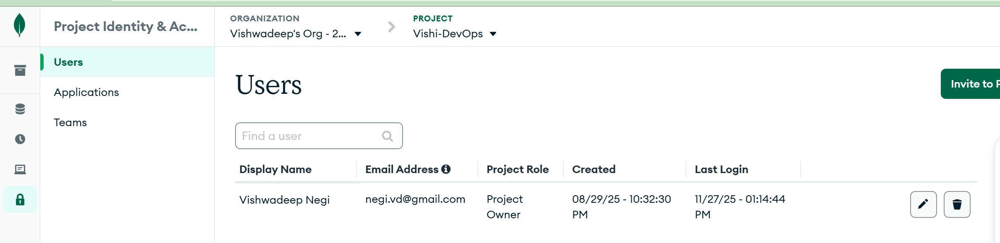 Project Identity & Ac...
ORGANIZATION
Vishwadeep's Org - 2...
PROJECT
Vishi-DevOps
Users
Applications
Teams
Users
Invite to P
Find a user
Display Name
Email Address
Project Role
Created
Last Login
Vishwadeep Negi
negi.vd@gmail.com
Project
Owner
08/29/25 - 10:32:30
PM
11/27/25 - 01:14:44
PM